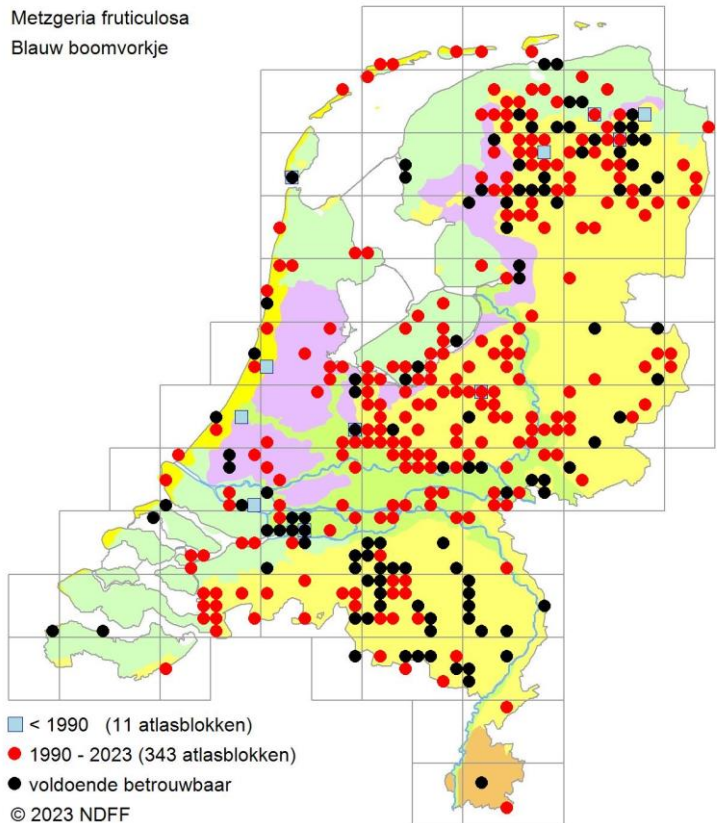 Metzgeria fruticulosa
Blauw boomvorkje
< 1990 (11 atlasblokken)
1990 - 2023 (343 atlasblokken)
voldoende betrouwbaar
© 2023 NDFF